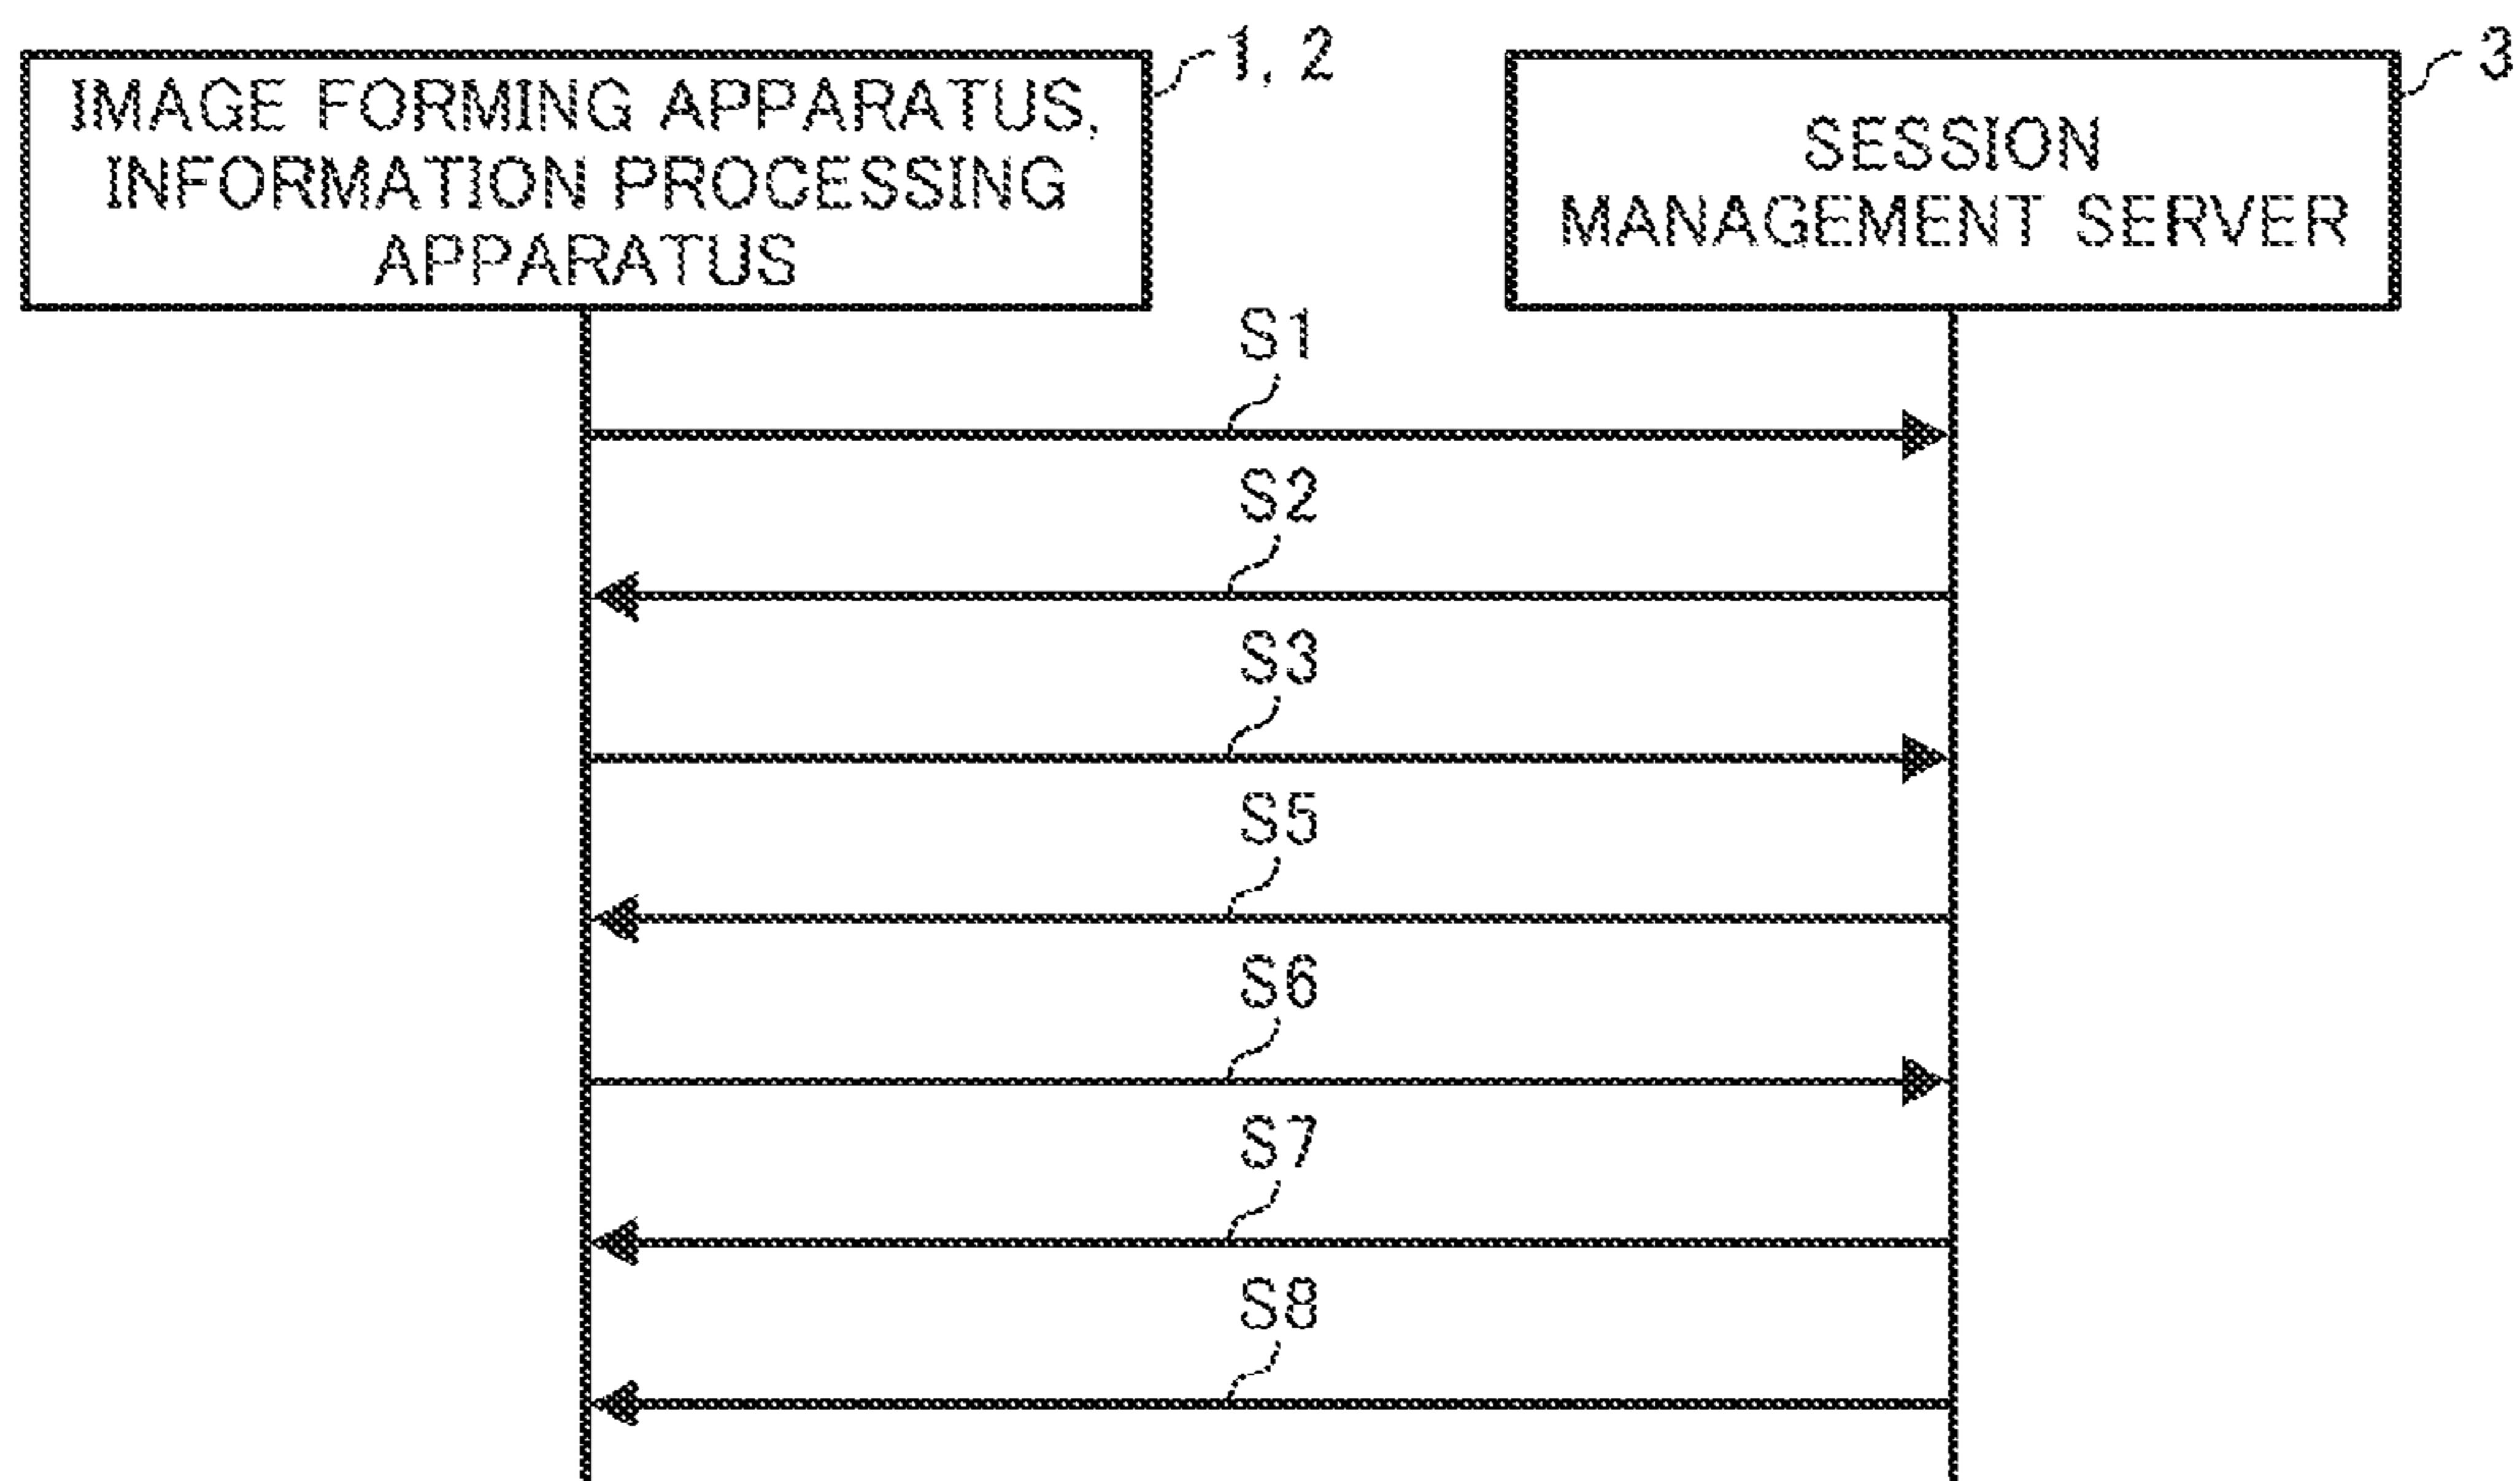 1, 2
3
IMAGE FORMING APPARATUS,
INFORMATION PROCESSING
APPARATUS
SESSION
MANAGEMENT SERVER
S1
S2
S3
S5
S6
S7
S8